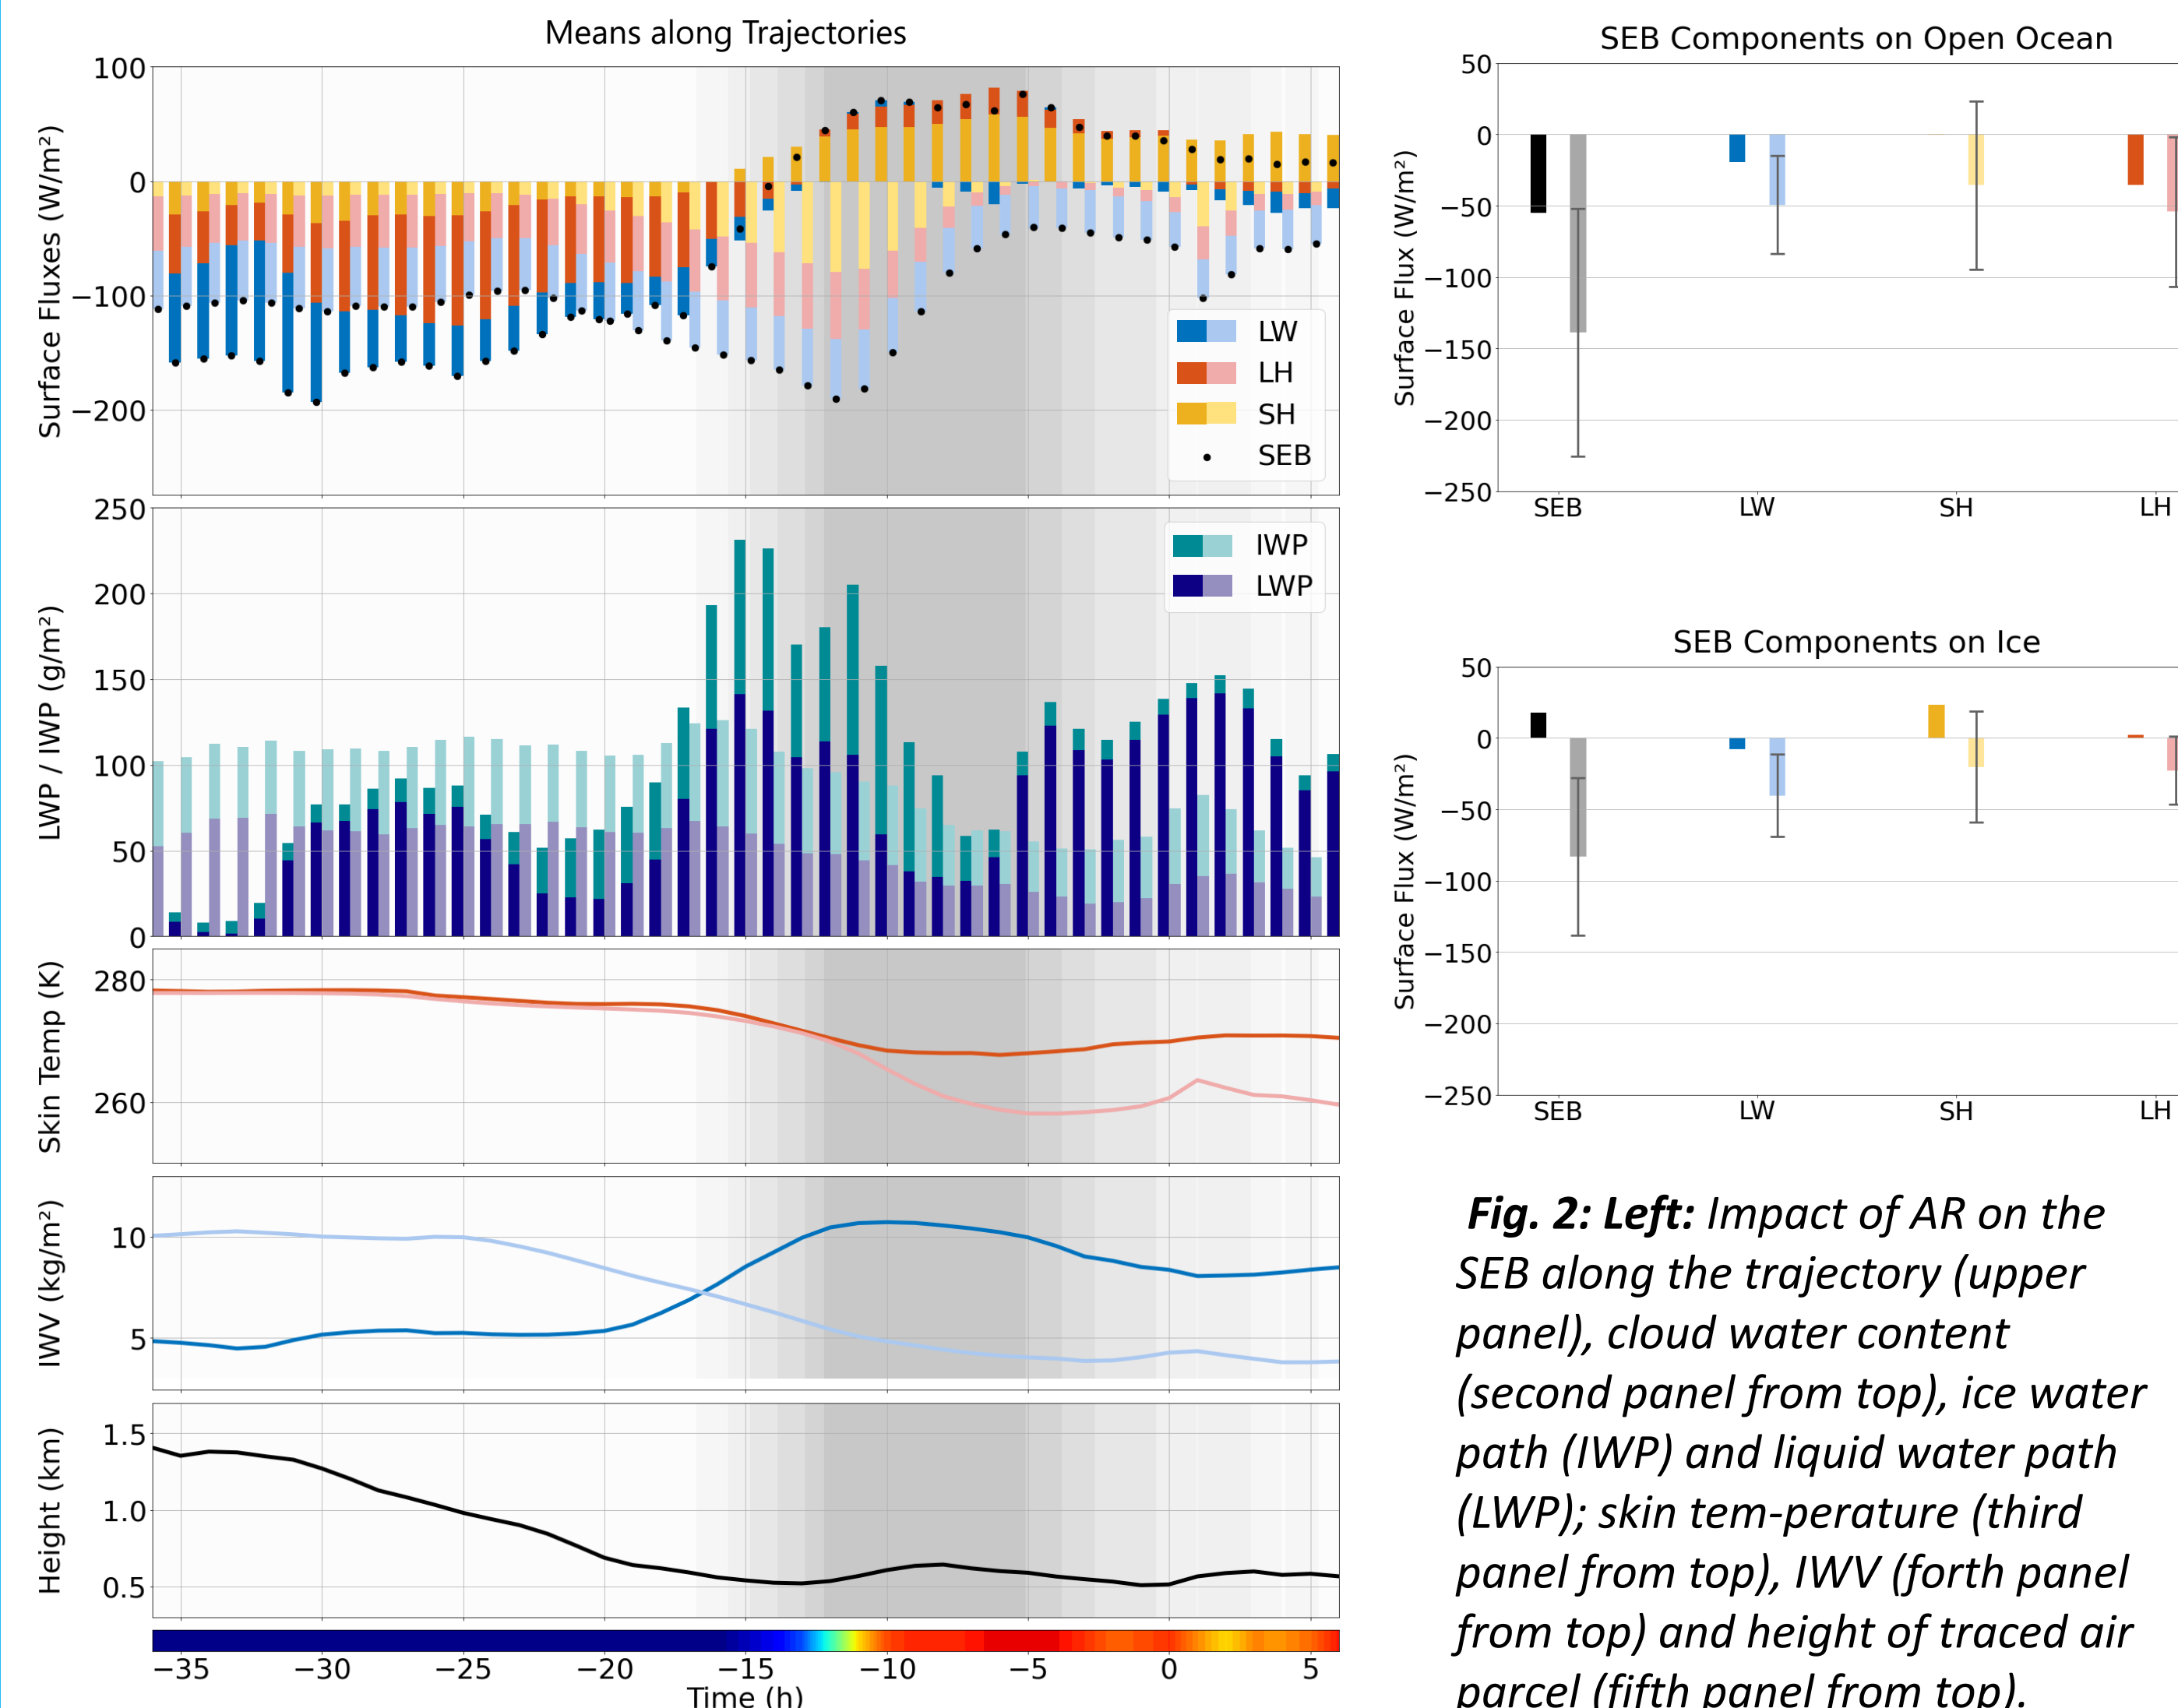 Means along Trajectories
Surface Fluxes (W/m²)
100
0
−100
−200
LW
LH
SH
SEB
LWP / IWP (g/m²)
250
200
150
100
50
0
IWP
LWP
Skin Temp (K)
280
260
IWV (kg/m²)
10
5
Height (km)
1.5
1.0
0.5
−35 −30 −25 −20 −15 −10 −5 0 5
Time (h)
SEB Components on Open Ocean
Surface Flux (W/m²)
50
0
−50
−100
−150
−200
−250
SEB LW SH LH
SEB Components on Ice
Surface Flux (W/m²)
50
0
−50
−100
−150
−200
−250
SEB LW SH LH
Fig. 2: Left: Impact of AR on the
SEB along the trajectory (upper
panel), cloud water content
(second panel from top), ice water
path (IWP) and liquid water path
(LWP); skin tem-perature (third
panel from top), IWV (forth panel
from top) and height of traced air
parcel (fifth panel from top).